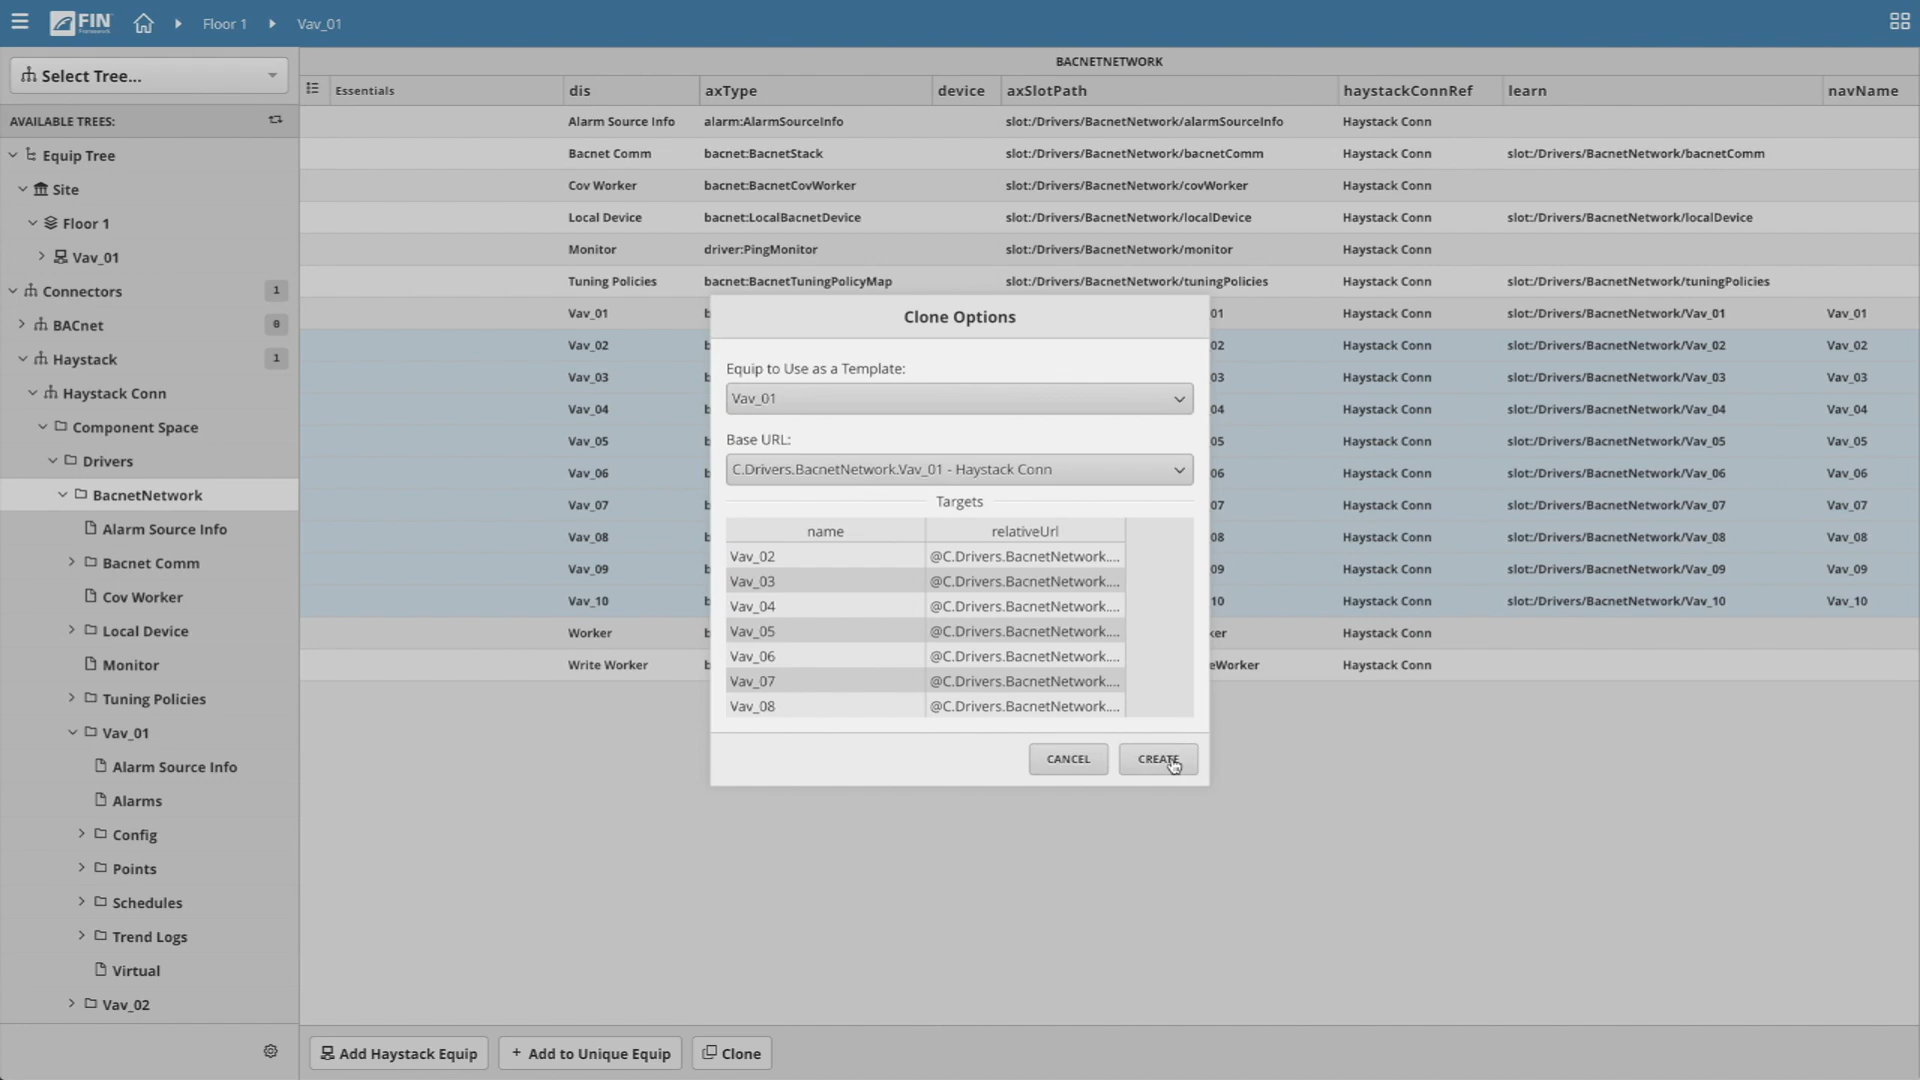 FIN
Framework
Floor 1
Vav_01
Select Tree...
AVAILABLE TREES:
Equip Tree
Site
Floor 1
Vav_01
Connectors 1
BACnet 0
Haystack 1
Haystack Conn
Component Space
Drivers
BacnetNetwork
Alarm Source Info
Bacnet Comm
Cov Worker
Local Device
Monitor
Tuning Policies
Vav_01
Alarm Source Info
Alarms
Config
Points
Schedules
Trend Logs
Virtual
Vav_02
BACNETNETWORK
Essentials dis axType device axSlotPath haystackConnRef learn navName
Alarm Source Info alarm:AlarmSourceInfo slot:/Drivers/BacnetNetwork/alarmSourceInfo Haystack Conn
Bacnet Comm bacnet:BacnetStack slot:/Drivers/BacnetNetwork/bacnetComm Haystack Conn slot:/Drivers/BacnetNetwork/bacnetComm
Cov Worker bacnet:BacnetCovWorker slot:/Drivers/BacnetNetwork/covWorker Haystack Conn
Local Device bacnet:LocalBacnetDevice slot:/Drivers/BacnetNetwork/localDevice Haystack Conn slot:/Drivers/BacnetNetwork/localDevice
Monitor driver:PingMonitor slot:/Drivers/BacnetNetwork/monitor Haystack Conn
Tuning Policies bacnet:BacnetTuningPolicyMap slot:/Drivers/BacnetNetwork/tuningPolicies Haystack Conn slot:/Drivers/BacnetNetwork/tuningPolicies
Vav_01 01 Haystack Conn slot:/Drivers/BacnetNetwork/Vav_01 Vav_01
Vav_02 02 Haystack Conn slot:/Drivers/BacnetNetwork/Vav_02 Vav_02
Vav_03 03 Haystack Conn slot:/Drivers/BacnetNetwork/Vav_03 Vav_03
Vav_04 04 Haystack Conn slot:/Drivers/BacnetNetwork/Vav_04 Vav_04
Vav_05 05 Haystack Conn slot:/Drivers/BacnetNetwork/Vav_05 Vav_05
Vav_06 06 Haystack Conn slot:/Drivers/BacnetNetwork/Vav_06 Vav_06
Vav_07 07 Haystack Conn slot:/Drivers/BacnetNetwork/Vav_07 Vav_07
Vav_08 08 Haystack Conn slot:/Drivers/BacnetNetwork/Vav_08 Vav_08
Vav_09 09 Haystack Conn slot:/Drivers/BacnetNetwork/Vav_09 Vav_09
Vav_10 10 Haystack Conn slot:/Drivers/BacnetNetwork/Vav_10 Vav_10
Worker ker Haystack Conn
Write Worker eWorker Haystack Conn
Clone Options
Equip to Use as a Template:
Vav_01
Base URL:
C.Drivers.BacnetNetwork.Vav_01 - Haystack Conn
Targets
name relativeUrl
Vav_02 @C.Drivers.BacnetNetwork....
Vav_03 @C.Drivers.BacnetNetwork....
Vav_04 @C.Drivers.BacnetNetwork....
Vav_05 @C.Drivers.BacnetNetwork....
Vav_06 @C.Drivers.BacnetNetwork....
Vav_07 @C.Drivers.BacnetNetwork....
Vav_08 @C.Drivers.BacnetNetwork....
CANCEL CREATE
Add Haystack Equip + Add to Unique Equip Clone